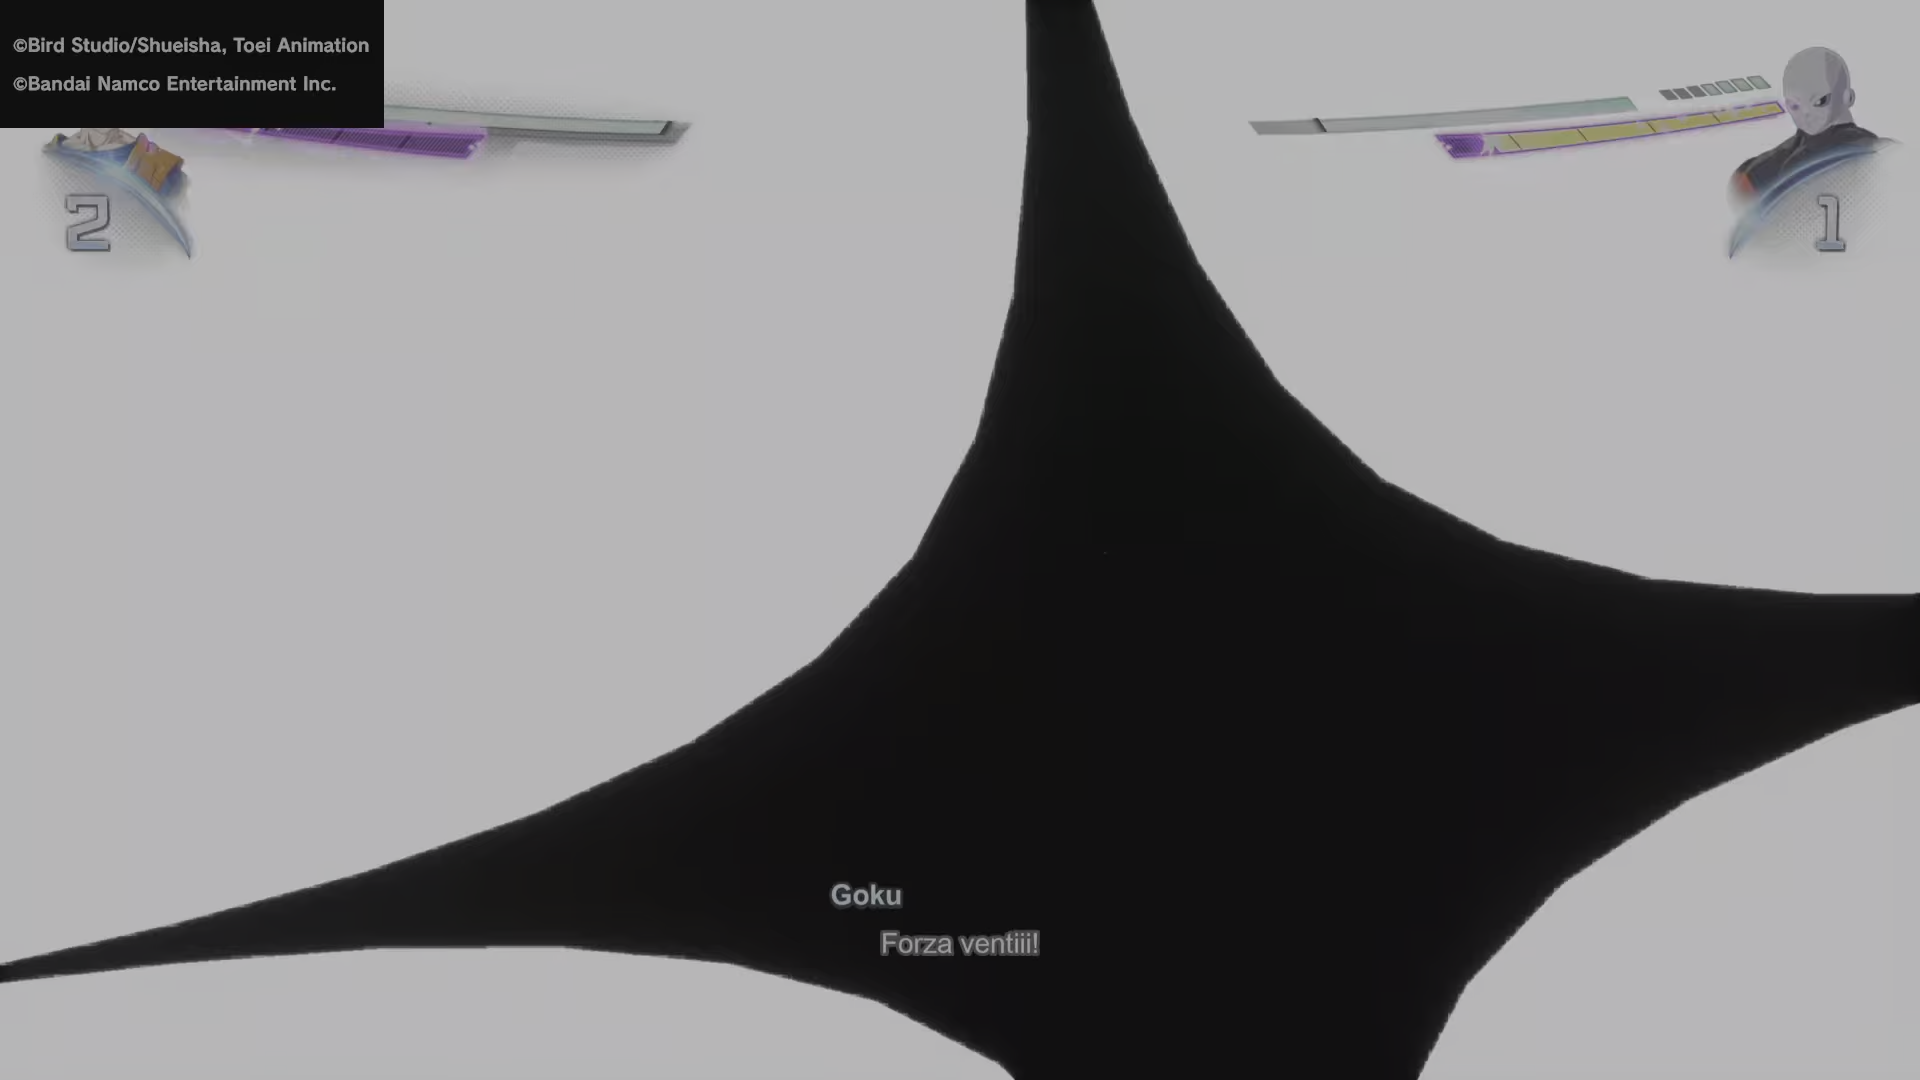 ©Bird Studio/Shueisha, Toei Animation
©Bandai Namco Entertainment Inc.
2
1
Goku
Forza ventiii!